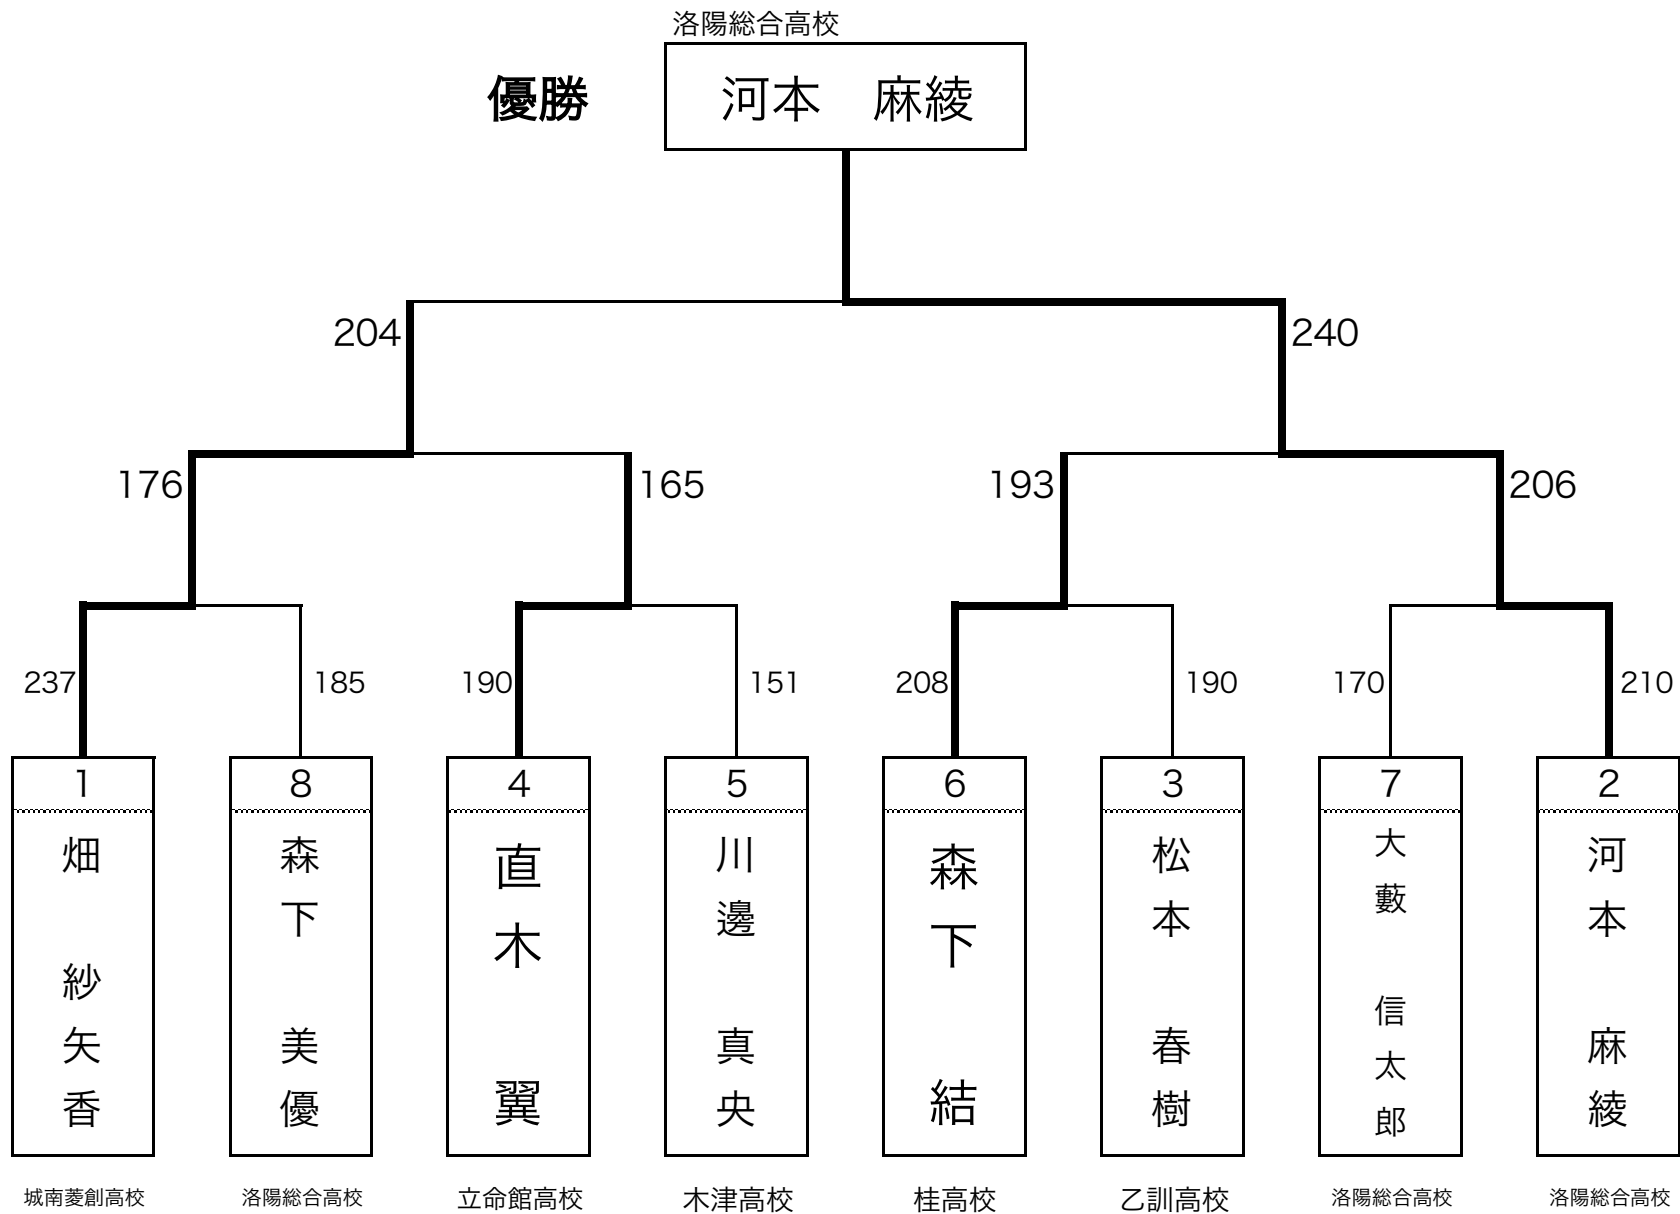 洛陽総合高校
優勝
河本　麻綾
204
240
176
165
193
206
237
185
190
151
208
190
170
210
1
8
4
5
6
3
7
2
畑　紗矢香
森下　美優
直木　翼
川邊　真央
森下　結
松本　春樹
大藪　信太郎
河本　麻綾
城南菱創高校
洛陽総合高校
立命館高校
木津高校
桂高校
乙訓高校
洛陽総合高校
洛陽総合高校